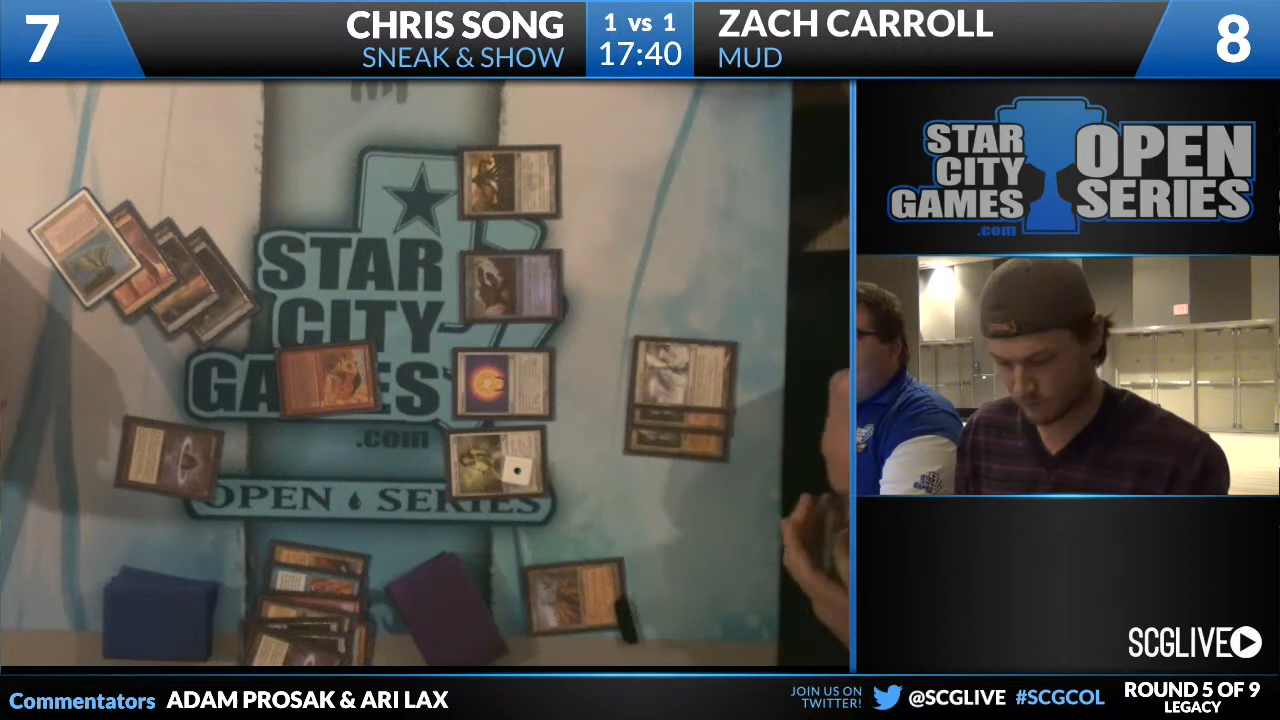 7
CHRIS SONG
SNEAK & SHOW
1 vs 1
17:40
ZACH CARROLL
MUD
8
STAR
CITY
GAMES
.com
OPEN
SERIES
STAR
CITY
GA ES
.com
OPEN SERIES
SCGLIVE
Commentators ADAM PROSAK & ARI LAX
JOIN US ON
TWITTER!
@SCGLIVE #SCGCOL
ROUND 5 OF 9
LEGACY